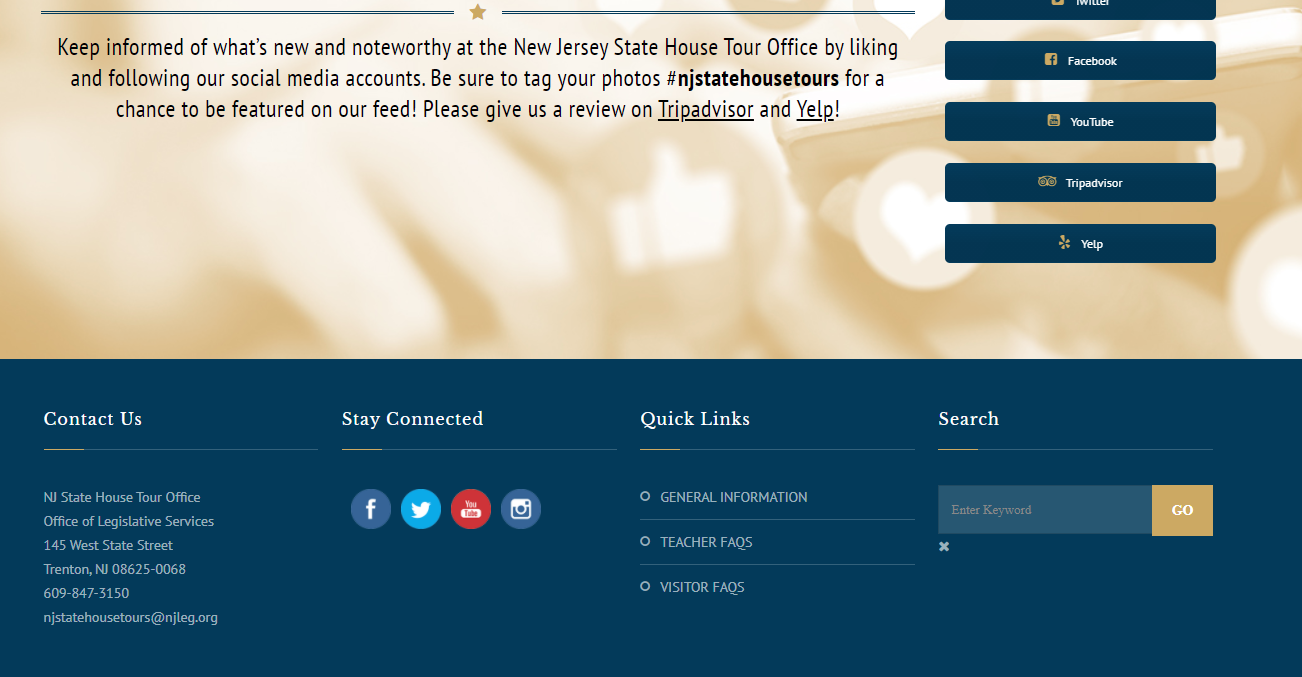 Keep informed of what's new and noteworthy at the New Jersey State House Tour Office by liking
and following our social media accounts. Be sure to tag your photos #njstatehousetours for a
chance to be featured on our feed! Please give us a review on Tripadvisor and Yelp!
Twitter
Facebook
YouTube
Tripadvisor
Yelp
Contact Us
NJ State House Tour Office
Office of Legislative Services
145 West State Street
Trenton, NJ 08625-0068
609-847-3150
njstatehousetours@njleg.org
Stay Connected
You
Tube
Quick Links
GENERAL INFORMATION
TEACHER FAQS
VISITOR FAQS
Search
Enter Keyword
GO